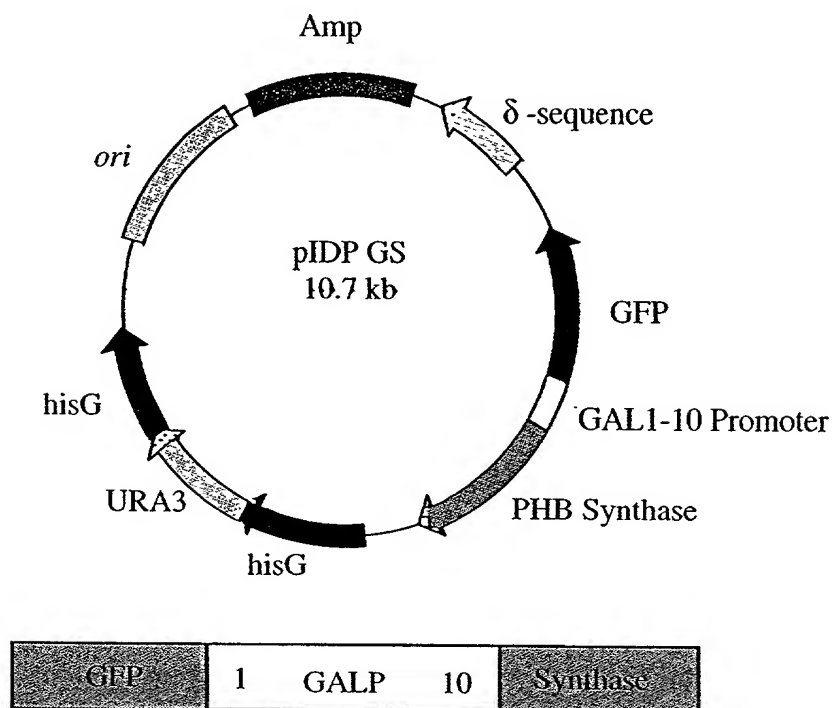 Amp
δ -sequence
ori
pIDP GS
10.7 kb
GFP
hisG
GAL1-10 Promoter
URA3
PHB Synthase
hisG
GFP 1 GALP 10 Synthase